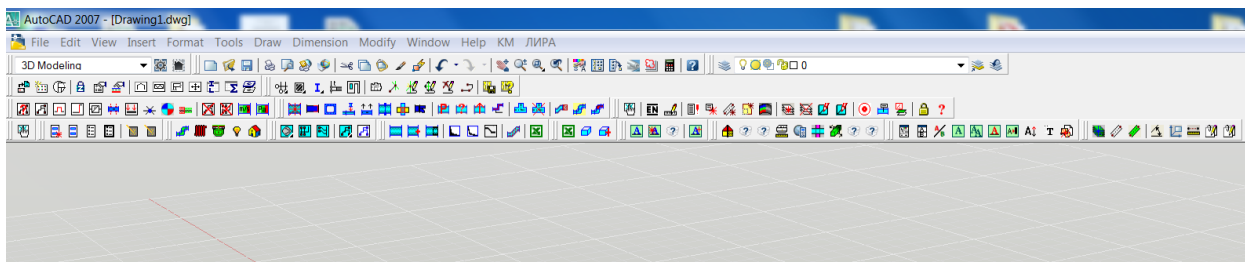 AutoCAD 2007 - [Drawing1.dwg]
File Edit View Insert Format Tools Draw Dimension Modify Window Help КМ ЛИРА
3D Modeling 0